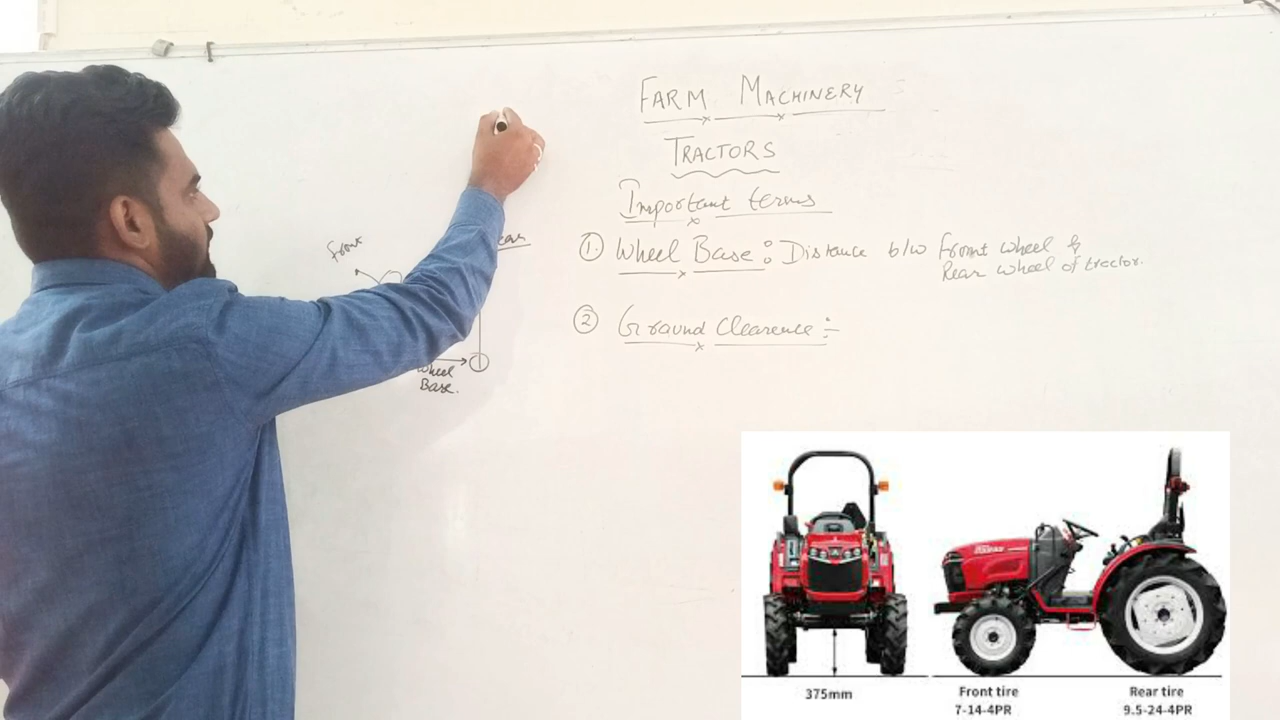 FARM MACHINERY
TRACTORS
Important terms
① Wheel Base : Distance b/w front wheel &
Rear wheel of tractor.
② Ground Clearence :-
Front
Wheel
Base.
375mm
Front tire
7-14-4PR
Rear tire
9.5-24-4PR